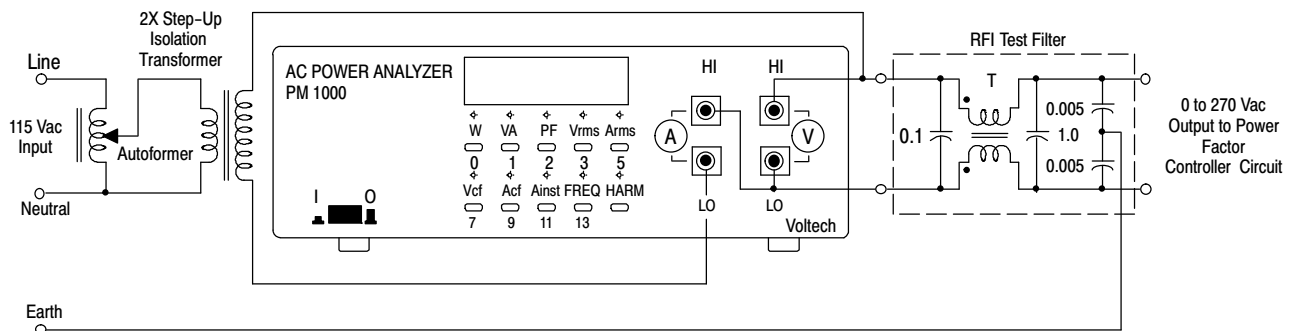 2X Step-Up
Isolation
Transformer
Line
115 Vac
Input
Autoformer
Neutral
Earth
AC POWER ANALYZER
PM 1000
W VA PF Vrms Arms
0 1 2 3 5
Vcf Acf Ainst FREQ HARM
7 9 11 13
I O
HI HI
A V
LO LO
Voltech
RFI Test Filter
T
0.1
1.0
0.005
0.005
0 to 270 Vac
Output to Power
Factor
Controller Circuit